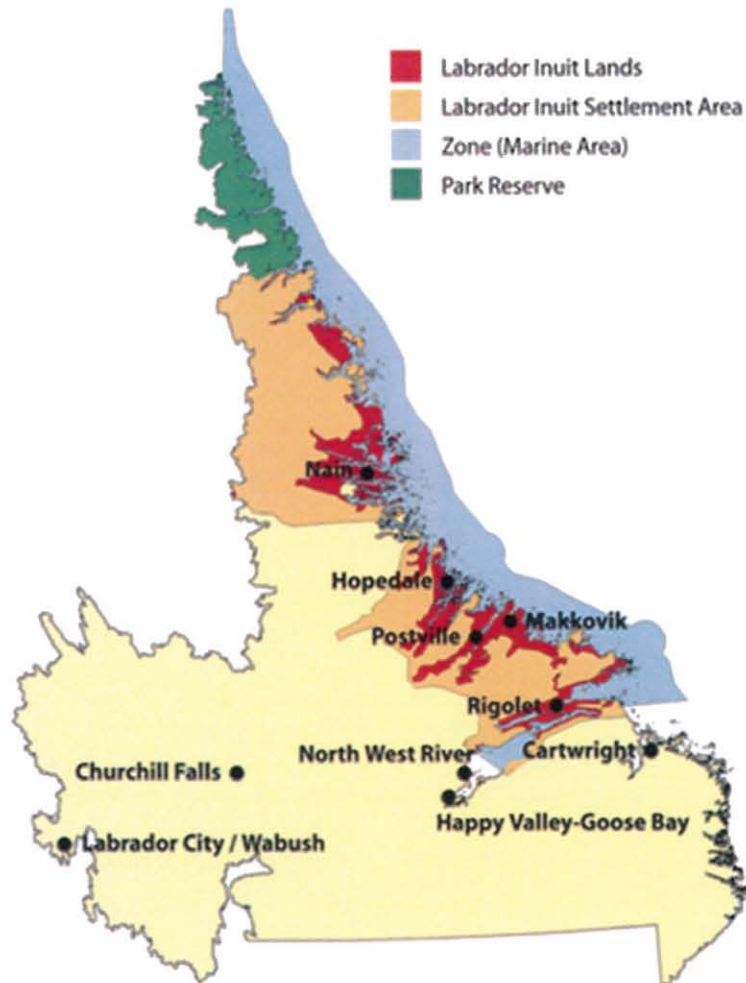 Labrador Inuit Lands
Labrador Inuit Settlement Area
Zone (Marine Area)
Park Reserve
Nain
Hopedale
Makkovik
Postville
Rigolet
North West River
Cartwright
Churchill Falls
Happy Valley-Goose Bay
Labrador City / Wabush